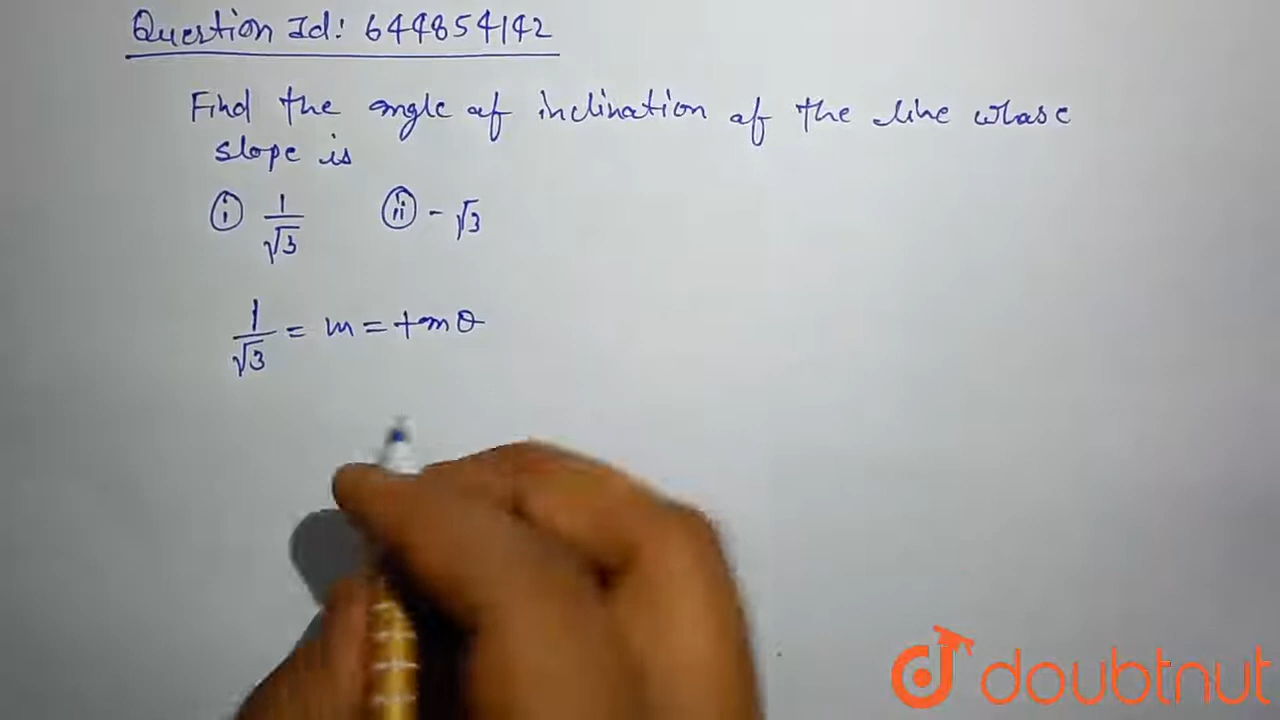 Question Id: 644854142
Find the angle of inclination of the line whose
slope is
(i) 1/√3 (ii) - √3
1/√3 = m = tan θ
doubtnut